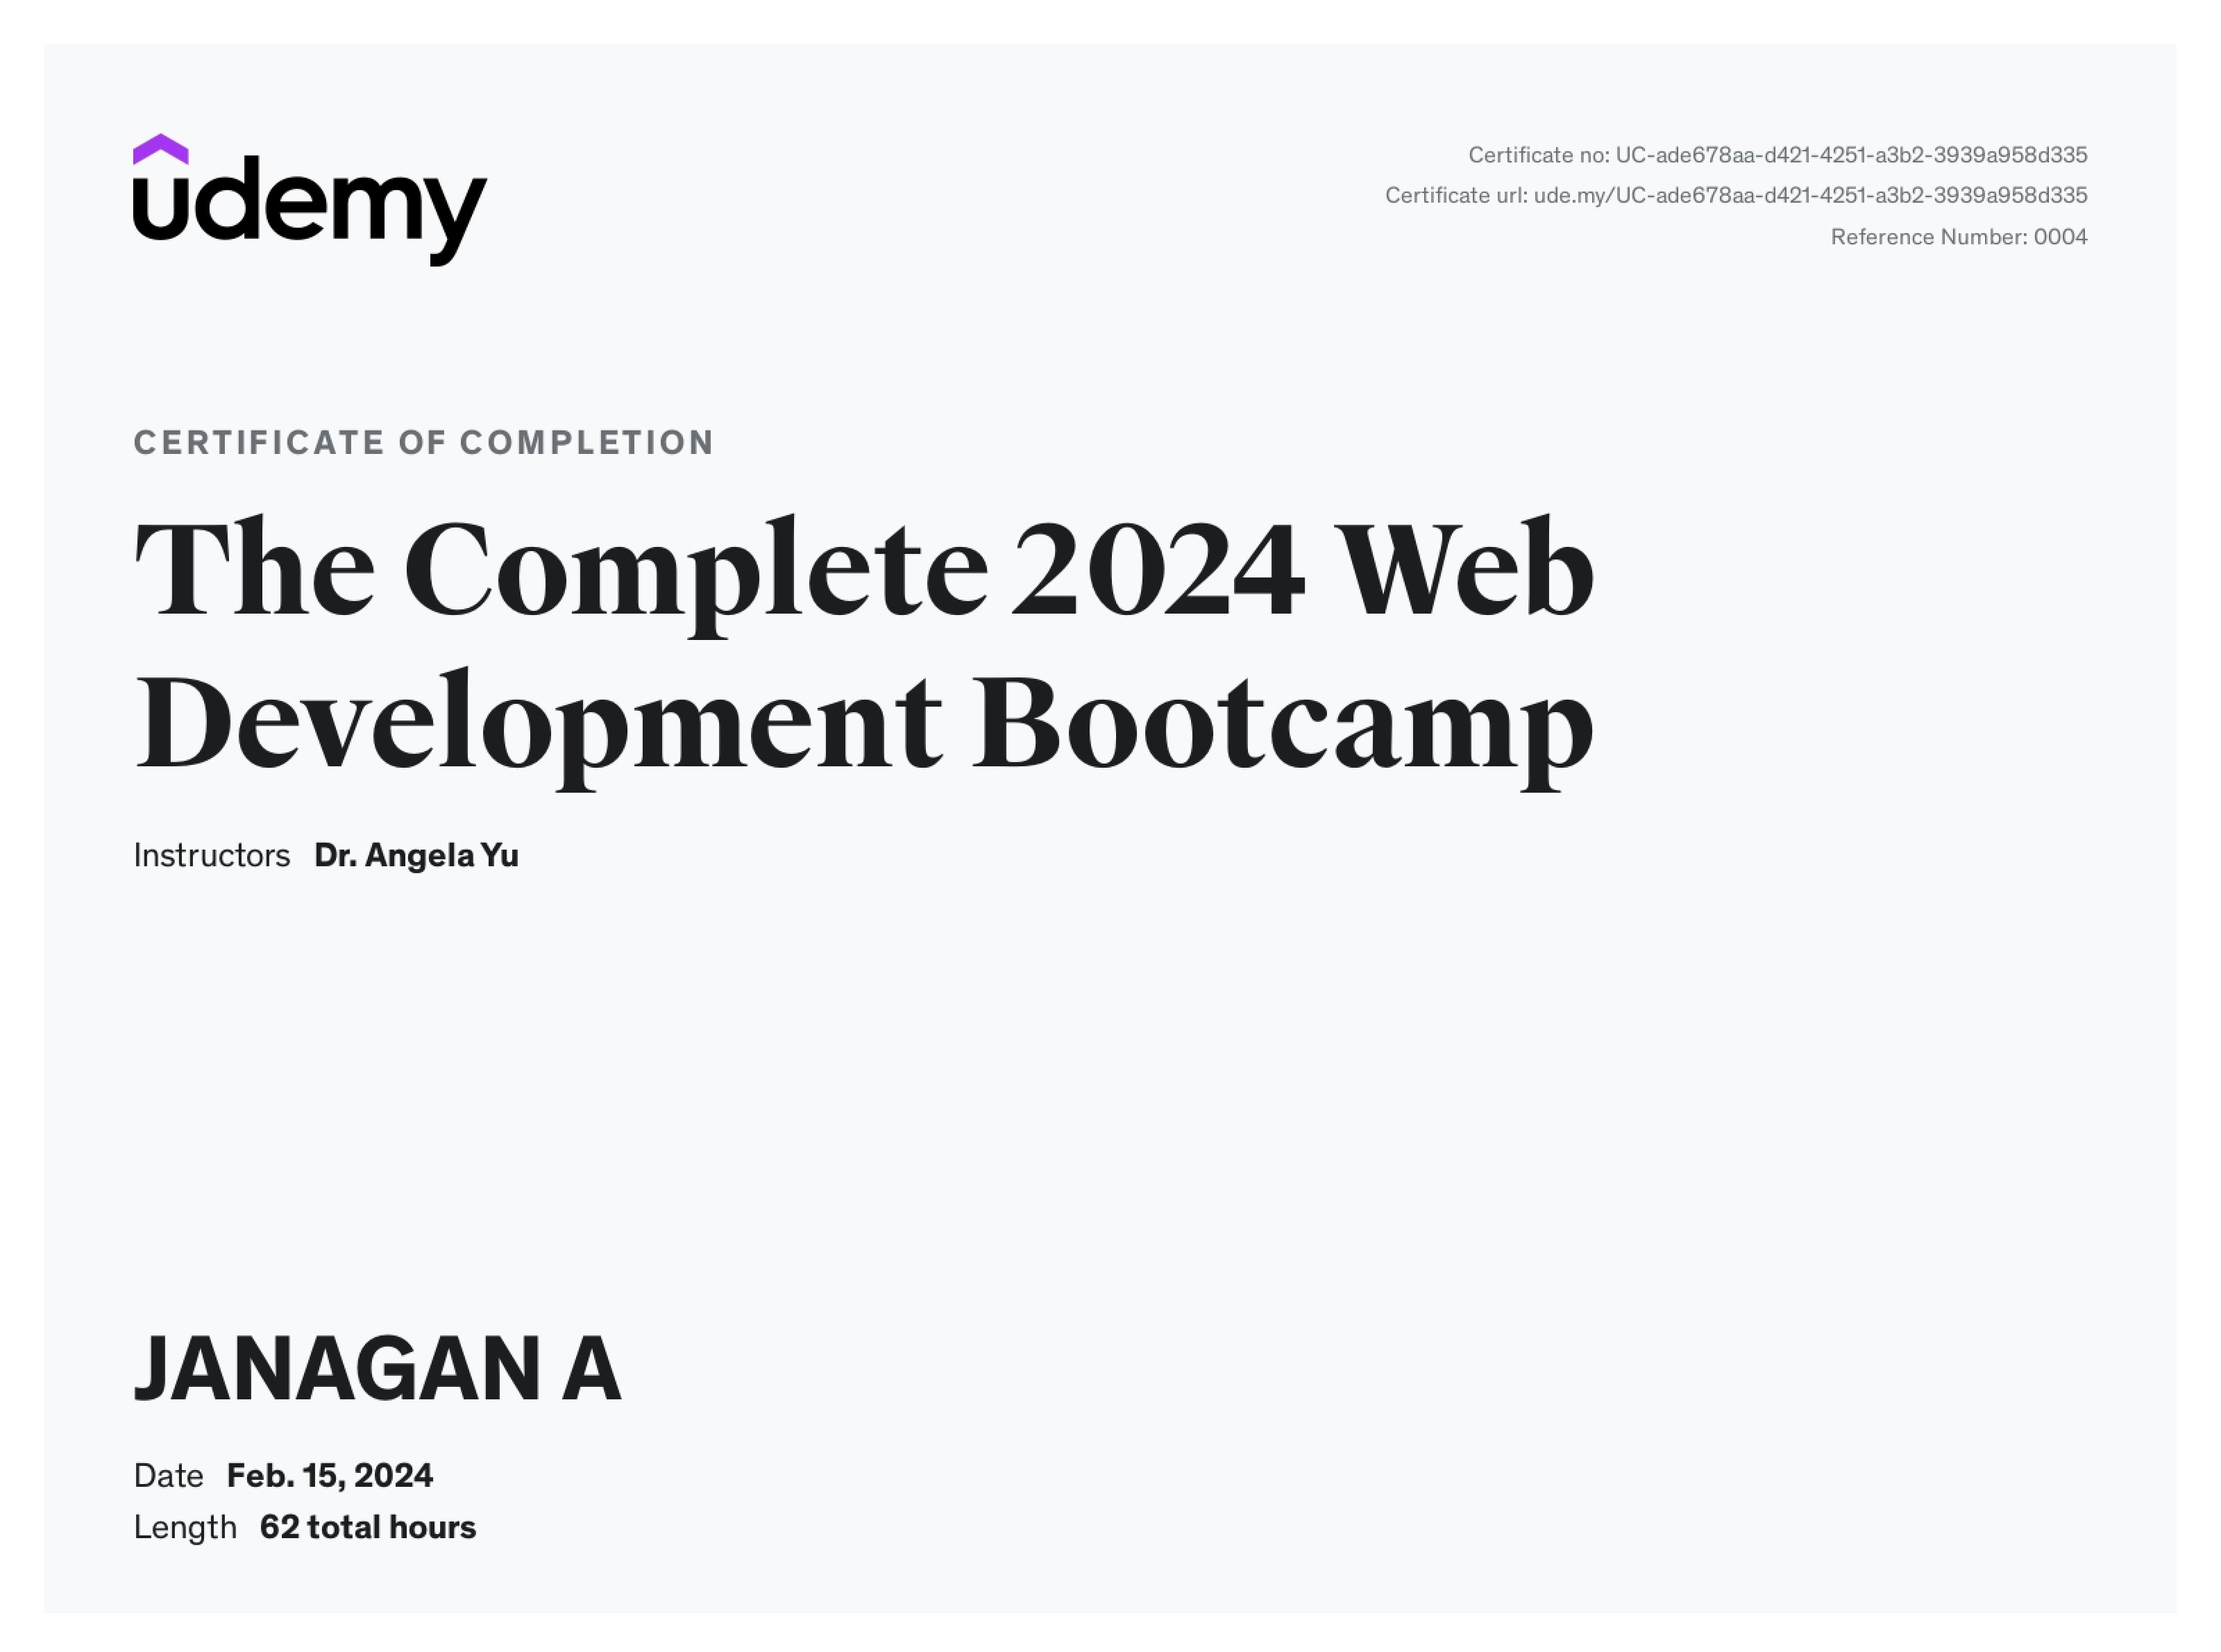 udemy
Certificate no: UC-ade678aa-d421-4251-a3b2-3939a958d335
Certificate url: ude.my/UC-ade678aa-d421-4251-a3b2-3939a958d335
Reference Number: 0004
CERTIFICATE OF COMPLETION
The Complete 2024 Web
Development Bootcamp
Instructors Dr. Angela Yu
JANAGAN A
Date Feb. 15, 2024
Length 62 total hours